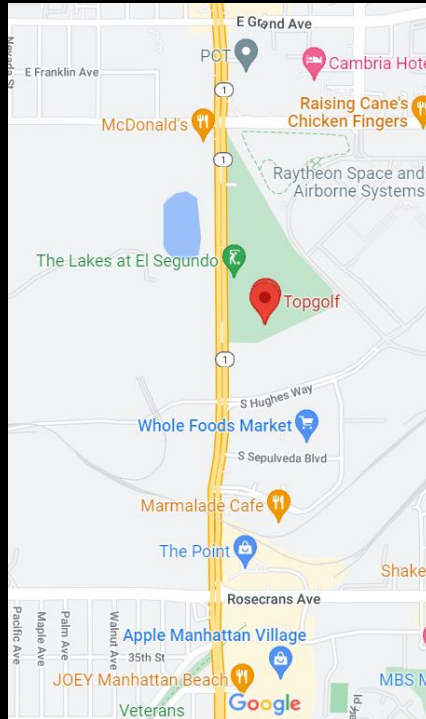 E Grand Ave
Nevada St
PCT
Cambria Hote
E Franklin Ave
1
Raising Cane's
Chicken Fingers
McDonald's
1
Raytheon Space and
Airborne Systems
The Lakes at El Segundo
Topgolf
1
S Hughes Way
Whole Foods Market
S Sepulveda Blvd
Marmalade Cafe
The Point
Shake
Rosecrans Ave
Pacific Ave
Maple Ave
Palm Ave
Walnut Ave
Apple Manhattan Village
35th St
JOEY Manhattan Beach
MBS M
Google
Veterans